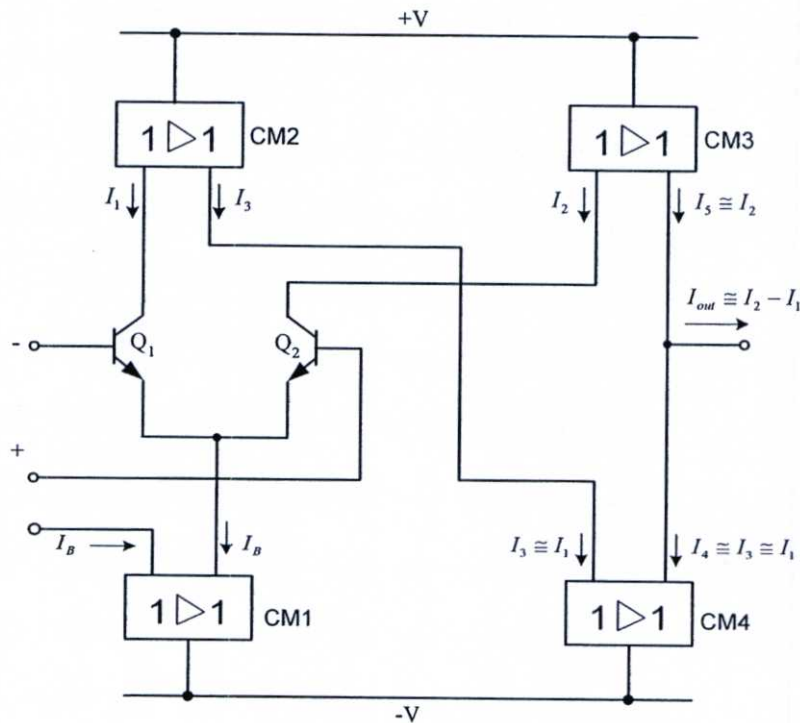 +V
1 ▷ 1 CM2
1 ▷ 1 CM3
I₁ I₃
I₂ I₅ ≅ I₂
I_out ≅ I₂ − I₁
- Q₁ Q₂
+
I_B I_B
I₃ ≅ I₁ I₄ ≅ I₃ ≅ I₁
1 ▷ 1 CM1
1 ▷ 1 CM4
-V